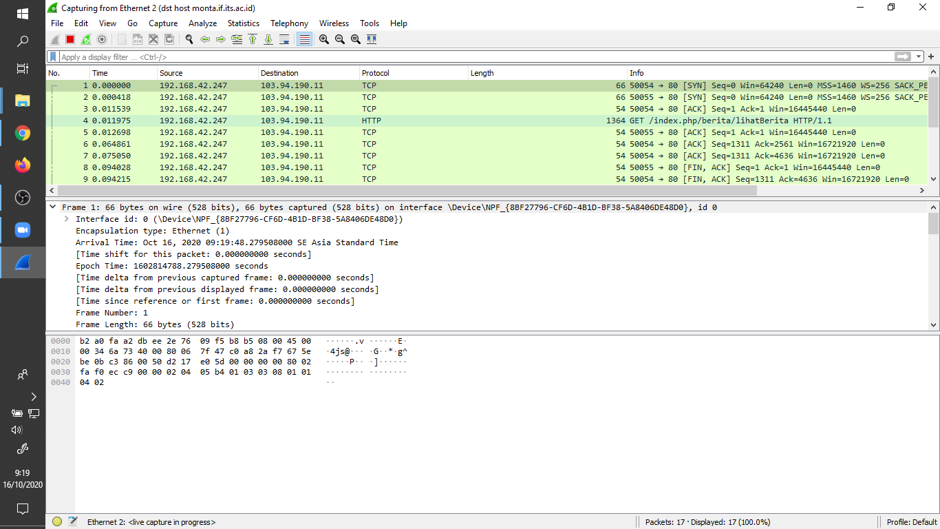 Capturing from Ethernet 2 (dst host monta.if.its.ac.id)
File Edit View Go Capture Analyze Statistics Telephony Wireless Tools Help
Apply a display filter ... <Ctrl-/>
No. Time Source Destination Protocol Length Info
1 0.000000 192.168.42.247 103.94.190.11 TCP 66 50054 → 80 [SYN] Seq=0 Win=64240 Len=0 MSS=1460 WS=256 SACK_PE
2 0.000418 192.168.42.247 103.94.190.11 TCP 66 50055 → 80 [SYN] Seq=0 Win=64240 Len=0 MSS=1460 WS=256 SACK_PE
3 0.011539 192.168.42.247 103.94.190.11 TCP 54 50054 → 80 [ACK] Seq=1 Ack=1 Win=16445440 Len=0
4 0.011975 192.168.42.247 103.94.190.11 HTTP 1364 GET /index.php/berita/lihatBerita HTTP/1.1
5 0.012698 192.168.42.247 103.94.190.11 TCP 54 50055 → 80 [ACK] Seq=1 Ack=1 Win=16445440 Len=0
6 0.064861 192.168.42.247 103.94.190.11 TCP 54 50054 → 80 [ACK] Seq=1311 Ack=2561 Win=16721920 Len=0
7 0.075050 192.168.42.247 103.94.190.11 TCP 54 50054 → 80 [ACK] Seq=1311 Ack=4636 Win=16721920 Len=0
8 0.094028 192.168.42.247 103.94.190.11 TCP 54 50055 → 80 [FIN, ACK] Seq=1 Ack=1 Win=16445440 Len=0
9 0.094215 192.168.42.247 103.94.190.11 TCP 54 50054 → 80 [FIN, ACK] Seq=1311 Ack=4636 Win=16721920 Len=0
Frame 1: 66 bytes on wire (528 bits), 66 bytes captured (528 bits) on interface \Device\NPF_{8BF27796-CF6D-4B1D-BF38-5A8406DE48D0}, id 0
Interface id: 0 (\Device\NPF_{8BF27796-CF6D-4B1D-BF38-5A8406DE48D0})
Encapsulation type: Ethernet (1)
Arrival Time: Oct 16, 2020 09:19:48.279508000 SE Asia Standard Time
[Time shift for this packet: 0.000000000 seconds]
Epoch Time: 1602814788.279508000 seconds
[Time delta from previous captured frame: 0.000000000 seconds]
[Time delta from previous displayed frame: 0.000000000 seconds]
[Time since reference or first frame: 0.000000000 seconds]
Frame Number: 1
Frame Length: 66 bytes (528 bits)
0000 b2 a0 fa a2 db ee 2e 76 09 f5 b8 b5 08 00 45 00 ·······v ······E·
0010 00 34 6a 73 40 00 80 06 7f 47 c0 a8 2a f7 67 5e ·4js@··· ·G··*·g^
0020 be 0b c3 86 00 50 d2 17 e0 5d 00 00 00 00 80 02 ·····P·· ·]······
0030 fa f0 ec c9 00 00 02 04 05 b4 01 03 03 08 01 01 ········ ········
0040 04 02 ··
9:19
16/10/2020
Ethernet 2: <live capture in progress> Packets: 17 · Displayed: 17 (100.0%) Profile: Default